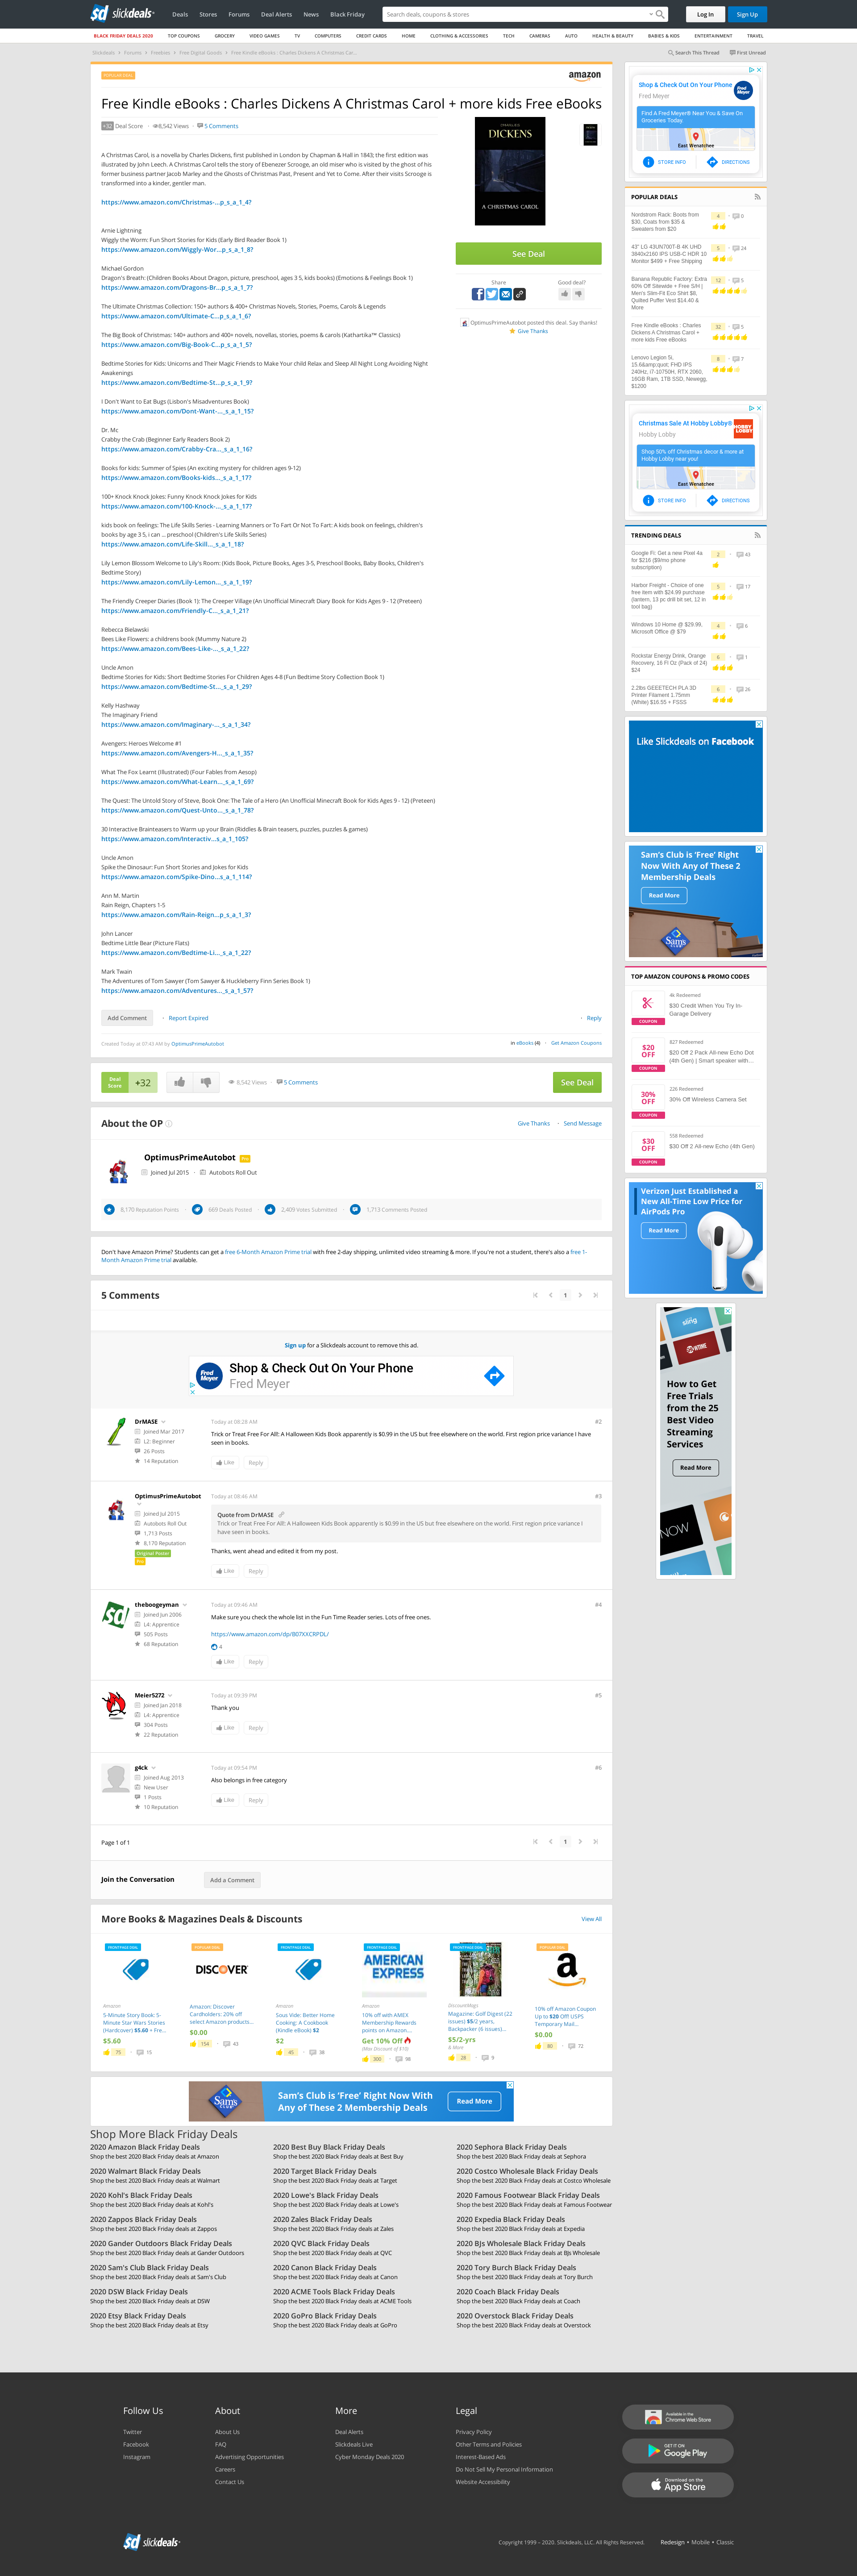 slickdeals
Deals Stores Forums Deal Alerts News Black Friday
Search deals, coupons & stores
Log In Sign Up
BLACK FRIDAY DEALS 2020 TOP COUPONS GROCERY VIDEO GAMES TV COMPUTERS CREDIT CARDS HOME CLOTHING & ACCESSORIES TECH CAMERAS AUTO HEALTH & BEAUTY BABIES & KIDS ENTERTAINMENT TRAVEL
Slickdeals Forums Freebies Free Digital Goods Free Kindle eBooks : Charles Dickens A Christmas Car...
Search This Thread First Unread
POPULAR DEAL
amazon
Free Kindle eBooks : Charles Dickens A Christmas Carol + more kids Free eBooks
+32 Deal Score 8,542 Views 5 Comments
A Christmas Carol, is a novella by Charles Dickens, first published in London by Chapman & Hall in 1843; the first edition was
illustrated by John Leech. A Christmas Carol tells the story of Ebenezer Scrooge, an old miser who is visited by the ghost of his
former business partner Jacob Marley and the Ghosts of Christmas Past, Present and Yet to Come. After their visits Scrooge is
transformed into a kinder, gentler man.
https://www.amazon.com/Christmas-...p_s_a_1_4?
Arnie Lightning
Wiggly the Worm: Fun Short Stories for Kids (Early Bird Reader Book 1)
https://www.amazon.com/Wiggly-Wor...p_s_a_1_8?
Michael Gordon
Dragon's Breath: (Children Books About Dragon, picture, preschool, ages 3 5, kids books) (Emotions & Feelings Book 1)
https://www.amazon.com/Dragons-Br...p_s_a_1_7?
The Ultimate Christmas Collection: 150+ authors & 400+ Christmas Novels, Stories, Poems, Carols & Legends
https://www.amazon.com/Ultimate-C...p_s_a_1_6?
The Big Book of Christmas: 140+ authors and 400+ novels, novellas, stories, poems & carols (Kathartika™ Classics)
https://www.amazon.com/Big-Book-C...p_s_a_1_5?
Bedtime Stories for Kids: Unicorns and Their Magic Friends to Make Your child Relax and Sleep All Night Long Avoiding Night
Awakenings
https://www.amazon.com/Bedtime-St...p_s_a_1_9?
I Don't Want to Eat Bugs (Lisbon's Misadventures Book)
https://www.amazon.com/Dont-Want-..._s_a_1_15?
Dr. Mc
Crabby the Crab (Beginner Early Readers Book 2)
https://www.amazon.com/Crabby-Cra..._s_a_1_16?
Books for kids: Summer of Spies (An exciting mystery for children ages 9-12)
https://www.amazon.com/Books-kids..._s_a_1_17?
100+ Knock Knock Jokes: Funny Knock Knock Jokes for Kids
https://www.amazon.com/100-Knock-..._s_a_1_17?
kids book on feelings: The Life Skills Series - Learning Manners or To Fart Or Not To Fart: A kids book on feelings, children's
books by age 3 5, i can ... preschool (Children's Life Skills Series)
https://www.amazon.com/Life-Skill..._s_a_1_18?
Lily Lemon Blossom Welcome to Lily's Room: (Kids Book, Picture Books, Ages 3-5, Preschool Books, Baby Books, Children's
Bedtime Story)
https://www.amazon.com/Lily-Lemon..._s_a_1_19?
The Friendly Creeper Diaries (Book 1): The Creeper Village (An Unofficial Minecraft Diary Book for Kids Ages 9 - 12 (Preteen)
https://www.amazon.com/Friendly-C..._s_a_1_21?
Rebecca Bielawski
Bees Like Flowers: a childrens book (Mummy Nature 2)
https://www.amazon.com/Bees-Like-..._s_a_1_22?
Uncle Amon
Bedtime Stories for Kids: Short Bedtime Stories For Children Ages 4-8 (Fun Bedtime Story Collection Book 1)
https://www.amazon.com/Bedtime-St..._s_a_1_29?
Kelly Hashway
The Imaginary Friend
https://www.amazon.com/Imaginary-..._s_a_1_34?
Avengers: Heroes Welcome #1
https://www.amazon.com/Avengers-H..._s_a_1_35?
What The Fox Learnt (Illustrated) (Four Fables from Aesop)
https://www.amazon.com/What-Learn..._s_a_1_69?
The Quest: The Untold Story of Steve, Book One: The Tale of a Hero (An Unofficial Minecraft Book for Kids Ages 9 - 12) (Preteen)
https://www.amazon.com/Quest-Unto..._s_a_1_78?
30 Interactive Brainteasers to Warm up your Brain (Riddles & Brain teasers, puzzles, puzzles & games)
https://www.amazon.com/Interactiv...s_a_1_105?
Uncle Amon
Spike the Dinosaur: Fun Short Stories and Jokes for Kids
https://www.amazon.com/Spike-Dino...s_a_1_114?
Ann M. Martin
Rain Reign, Chapters 1-5
https://www.amazon.com/Rain-Reign...p_s_a_1_3?
John Lancer
Bedtime Little Bear (Picture Flats)
https://www.amazon.com/Bedtime-Li..._s_a_1_22?
Mark Twain
The Adventures of Tom Sawyer (Tom Sawyer & Huckleberry Finn Series Book 1)
https://www.amazon.com/Adventures..._s_a_1_57?
DICKENS
A CHRISTMAS CAROL
See Deal
Share Good deal?
OptimusPrimeAutobot posted this deal. Say thanks!
Give Thanks
Add Comment Report Expired Reply
Created Today at 07:43 AM by OptimusPrimeAutobot
in eBooks (4) Get Amazon Coupons
Deal Score +32 8,542 Views 5 Comments See Deal
About the OP
Give Thanks Send Message
OptimusPrimeAutobot Pro
Joined Jul 2015 Autobots Roll Out
8,170 Reputation Points 669 Deals Posted 2,409 Votes Submitted 1,713 Comments Posted
Don't have Amazon Prime? Students can get a free 6-Month Amazon Prime trial with free 2-day shipping, unlimited video streaming & more. If you're not a student, there's also a free 1-
Month Amazon Prime trial available.
5 Comments
1
Sign up for a Slickdeals account to remove this ad.
Shop & Check Out On Your Phone
Fred Meyer
DrMASE
Joined Mar 2017
L2: Beginner
26 Posts
14 Reputation
Today at 08:28 AM #2
Trick or Treat Free For All!: A Halloween Kids Book apparently is $0.99 in the US but free elsewhere on the world. First region price variance I have
seen in books.
Like Reply
OptimusPrimeAutobot
Joined Jul 2015
Autobots Roll Out
1,713 Posts
8,170 Reputation
Original Poster
Pro
Today at 08:46 AM #3
Quote from DrMASE
Trick or Treat Free For All!: A Halloween Kids Book apparently is $0.99 in the US but free elsewhere on the world. First region price variance I
have seen in books.
Thanks, went ahead and edited it from my post.
Like Reply
theboogeyman
Joined Jun 2006
L4: Apprentice
505 Posts
68 Reputation
Today at 09:46 AM #4
Make sure you check the whole list in the Fun Time Reader series. Lots of free ones.
https://www.amazon.com/dp/B07XXCRPDL/
4
Like Reply
Meier5272
Joined Jan 2018
L4: Apprentice
304 Posts
22 Reputation
Today at 09:39 PM #5
Thank you
Like Reply
g4ck
Joined Aug 2013
New User
1 Posts
10 Reputation
Today at 09:54 PM #6
Also belongs in free category
Like Reply
Page 1 of 1
1
Join the Conversation Add a Comment
More Books & Magazines Deals & Discounts
View All
FRONTPAGE DEAL
Amazon
5-Minute Story Book: 5-
Minute Star Wars Stories
(Hardcover) $5.60 + Fre...
$5.60
75 15
POPULAR DEAL
DISCOVER
Amazon: Discover
Cardholders: 20% off
select Amazon products...
$0.00
154 43
FRONTPAGE DEAL
Amazon
Sous Vide: Better Home
Cooking: A Cookbook
(Kindle eBook) $2
$2
45 38
FRONTPAGE DEAL
AMERICAN EXPRESS
Amazon
10% off with AMEX
Membership Rewards
points on Amazon....
Get 10% Off
(Max Discount of $10)
300 98
FRONTPAGE DEAL
DiscountMags
Magazine: Golf Digest (22
issues) $5/2 years,
Backpacker (6 Issues)...
$5/2-yrs
& More
28 9
POPULAR DEAL
10% off Amazon Coupon
Up to $20 Off! USPS
Temporary Mail...
$0.00
80 72
Sam's Club is 'Free' Right Now With
Any of These 2 Membership Deals
Read More
Shop More Black Friday Deals
2020 Amazon Black Friday Deals
Shop the best 2020 Black Friday deals at Amazon
2020 Best Buy Black Friday Deals
Shop the best 2020 Black Friday deals at Best Buy
2020 Sephora Black Friday Deals
Shop the best 2020 Black Friday deals at Sephora
2020 Walmart Black Friday Deals
Shop the best 2020 Black Friday deals at Walmart
2020 Target Black Friday Deals
Shop the best 2020 Black Friday deals at Target
2020 Costco Wholesale Black Friday Deals
Shop the best 2020 Black Friday deals at Costco Wholesale
2020 Kohl's Black Friday Deals
Shop the best 2020 Black Friday deals at Kohl's
2020 Lowe's Black Friday Deals
Shop the best 2020 Black Friday deals at Lowe's
2020 Famous Footwear Black Friday Deals
Shop the best 2020 Black Friday deals at Famous Footwear
2020 Zappos Black Friday Deals
Shop the best 2020 Black Friday deals at Zappos
2020 Zales Black Friday Deals
Shop the best 2020 Black Friday deals at Zales
2020 Expedia Black Friday Deals
Shop the best 2020 Black Friday deals at Expedia
2020 Gander Outdoors Black Friday Deals
Shop the best 2020 Black Friday deals at Gander Outdoors
2020 QVC Black Friday Deals
Shop the best 2020 Black Friday deals at QVC
2020 BJs Wholesale Black Friday Deals
Shop the best 2020 Black Friday deals at BJs Wholesale
2020 Sam's Club Black Friday Deals
Shop the best 2020 Black Friday deals at Sam's Club
2020 Canon Black Friday Deals
Shop the best 2020 Black Friday deals at Canon
2020 Tory Burch Black Friday Deals
Shop the best 2020 Black Friday deals at Tory Burch
2020 DSW Black Friday Deals
Shop the best 2020 Black Friday deals at DSW
2020 ACME Tools Black Friday Deals
Shop the best 2020 Black Friday deals at ACME Tools
2020 Coach Black Friday Deals
Shop the best 2020 Black Friday deals at Coach
2020 Etsy Black Friday Deals
Shop the best 2020 Black Friday deals at Etsy
2020 GoPro Black Friday Deals
Shop the best 2020 Black Friday deals at GoPro
2020 Overstock Black Friday Deals
Shop the best 2020 Black Friday deals at Overstock
Shop & Check Out On Your Phone
Fred Meyer
Find A Fred Meyer® Near You & Save On
Groceries Today
East Wenatchee
STORE INFO DIRECTIONS
POPULAR DEALS
Nordstrom Rack: Boots from
$30, Coats from $35 &
Sweaters from $20
4 0
43" LG 43UN700T-B 4K UHD
3840x2160 IPS USB-C HDR 10
Monitor $499 + Free Shipping
5 24
Banana Republic Factory: Extra
60% Off Sitewide + Free S/H |
Men's Slim-Fit Eco Shirt $8,
Quilted Puffer Vest $14.40 &
More
12 5
Free Kindle eBooks : Charles
Dickens A Christmas Carol +
more kids Free eBooks
32 5
Lenovo Legion 5i,
15.6&amp;quot; FHD IPS
240Hz, i7-10750H, RTX 2060,
16GB Ram, 1TB SSD, Newegg,
$1200
8 7
Christmas Sale At Hobby Lobby®
Hobby Lobby
HOBBY LOBBY
Shop 50% off Christmas decor & more at
Hobby Lobby near you!
East Wenatchee
STORE INFO DIRECTIONS
TRENDING DEALS
Google Fi: Get a new Pixel 4a
for $216 ($9/mo phone
subscription)
2 43
Harbor Freight - Choice of one
free item with $24.99 purchase
(lantern, 13 pc drill bit set, 12 in
tool bag)
5 17
Windows 10 Home @ $29.99,
Microsoft Office @ $79
4 6
Rockstar Energy Drink, Orange
Recovery, 16 Fl Oz (Pack of 24)
$24
6 1
2.2lbs GEEETECH PLA 3D
Printer Filament 1.75mm
(White) $16.55 + FSSS
6 26
Like Slickdeals on Facebook
Sam's Club is 'Free' Right
Now With Any of These 2
Membership Deals
Read More
TOP AMAZON COUPONS & PROMO CODES
4k Redeemed
$30 Credit When You Try In-
Garage Delivery
COUPON
$20 OFF
827 Redeemed
$20 Off 2 Pack All-new Echo Dot
(4th Gen) | Smart speaker with...
COUPON
30% OFF
226 Redeemed
30% Off Wireless Camera Set
COUPON
$30 OFF
558 Redeemed
$30 Off 2 All-new Echo (4th Gen)
COUPON
Verizon Just Established a
New All-Time Low Price for
AirPods Pro
Read More
sling
SHOWTIME
How to Get
Free Trials
from the 25
Best Video
Streaming
Services
Read More
NOW
Follow Us
Twitter
Facebook
Instagram
About
About Us
FAQ
Advertising Opportunities
Careers
Contact Us
More
Deal Alerts
Slickdeals Live
Cyber Monday Deals 2020
Legal
Privacy Policy
Other Terms and Policies
Interest-Based Ads
Do Not Sell My Personal Information
Website Accessibility
Available in the
Chrome Web Store
GET IT ON
Google Play
Download on the
App Store
slickdeals
Copyright 1999 - 2020. Slickdeals, LLC. All Rights Reserved. Redesign • Mobile • Classic